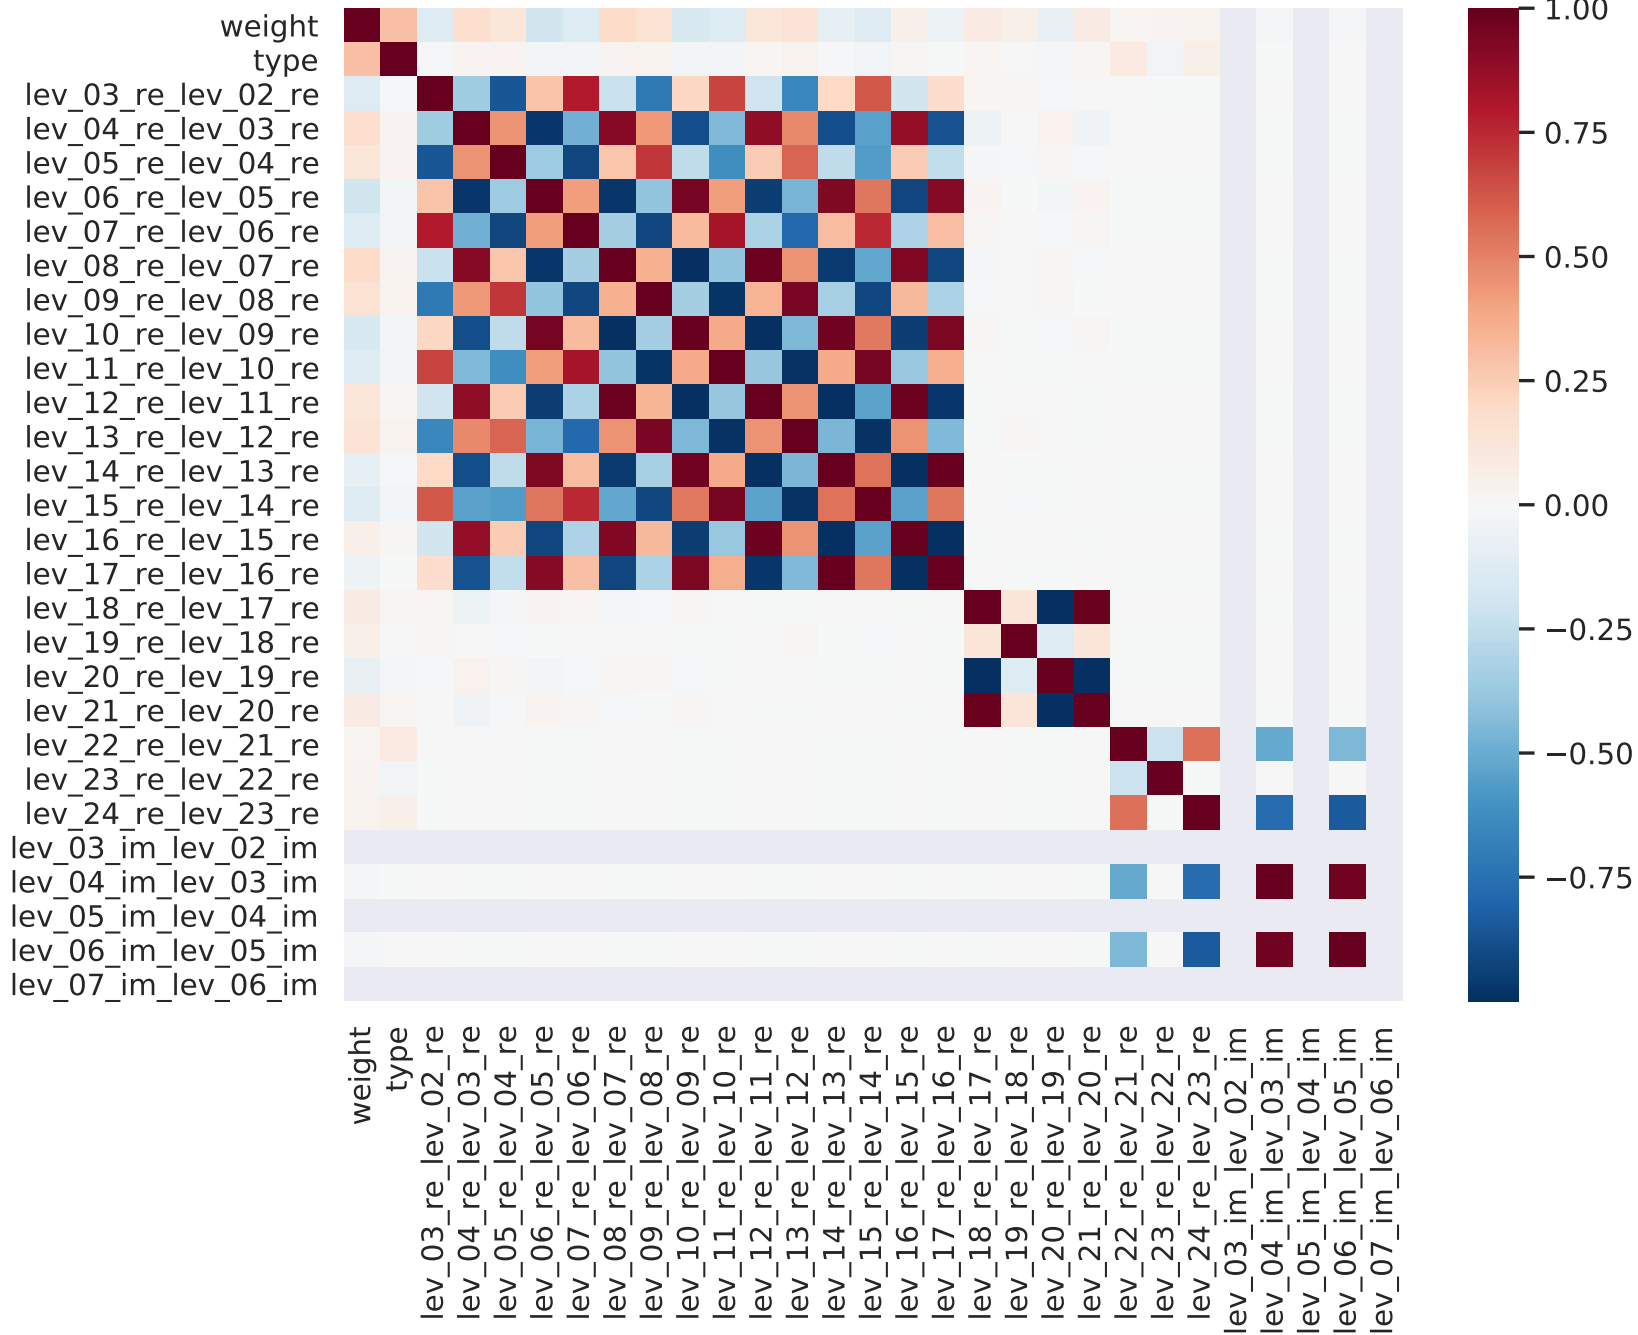 weight
type
lev_03_re_lev_02_re
lev_04_re_lev_03_re
lev_05_re_lev_04_re
lev_06_re_lev_05_re
lev_07_re_lev_06_re
lev_08_re_lev_07_re
lev_09_re_lev_08_re
lev_10_re_lev_09_re
lev_11_re_lev_10_re
lev_12_re_lev_11_re
lev_13_re_lev_12_re
lev_14_re_lev_13_re
lev_15_re_lev_14_re
lev_16_re_lev_15_re
lev_17_re_lev_16_re
lev_18_re_lev_17_re
lev_19_re_lev_18_re
lev_20_re_lev_19_re
lev_21_re_lev_20_re
lev_22_re_lev_21_re
lev_23_re_lev_22_re
lev_24_re_lev_23_re
lev_03_im_lev_02_im
lev_04_im_lev_03_im
lev_05_im_lev_04_im
lev_06_im_lev_05_im
lev_07_im_lev_06_im
weight
type
lev_03_re_lev_02_re
lev_04_re_lev_03_re
lev_05_re_lev_04_re
lev_06_re_lev_05_re
lev_07_re_lev_06_re
lev_08_re_lev_07_re
lev_09_re_lev_08_re
lev_10_re_lev_09_re
lev_11_re_lev_10_re
lev_12_re_lev_11_re
lev_13_re_lev_12_re
lev_14_re_lev_13_re
lev_15_re_lev_14_re
lev_16_re_lev_15_re
lev_17_re_lev_16_re
lev_18_re_lev_17_re
lev_19_re_lev_18_re
lev_20_re_lev_19_re
lev_21_re_lev_20_re
lev_22_re_lev_21_re
lev_23_re_lev_22_re
lev_24_re_lev_23_re
lev_03_im_lev_02_im
lev_04_im_lev_03_im
lev_05_im_lev_04_im
lev_06_im_lev_05_im
lev_07_im_lev_06_im
1.00
0.75
0.50
0.25
0.00
−0.25
−0.50
−0.75